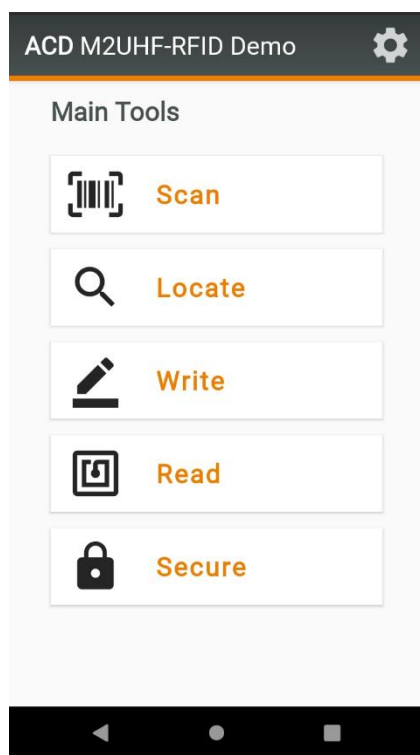 ACD M2UHF-RFID Demo
Main Tools
Scan
Locate
Write
Read
Secure